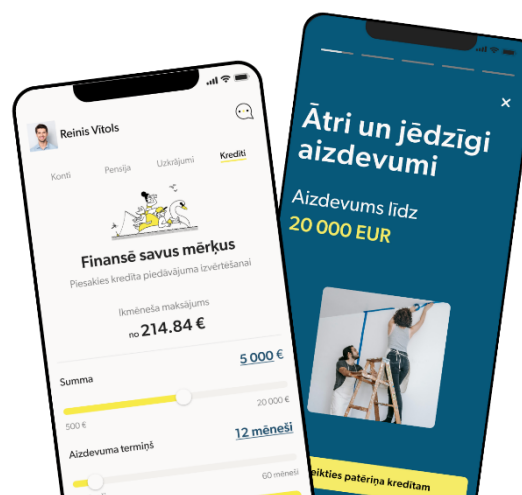 Reinis Vītols
Konti
Pensija
Uzkrājumi
Krediti
Finansē savus mērķus
Piesakies kredīta piedāvājuma izvērtēšanai
Ikmēneša maksājums
no 214.84 €
Summa
5 000 €
500 €
20 000 €
Aizdevuma termiņš
12 mēneši
60 mēneši
Ātri un jēdzīgi
aizdevumi
Aizdevums līdz
20 000 EUR
patēriņa kredītam